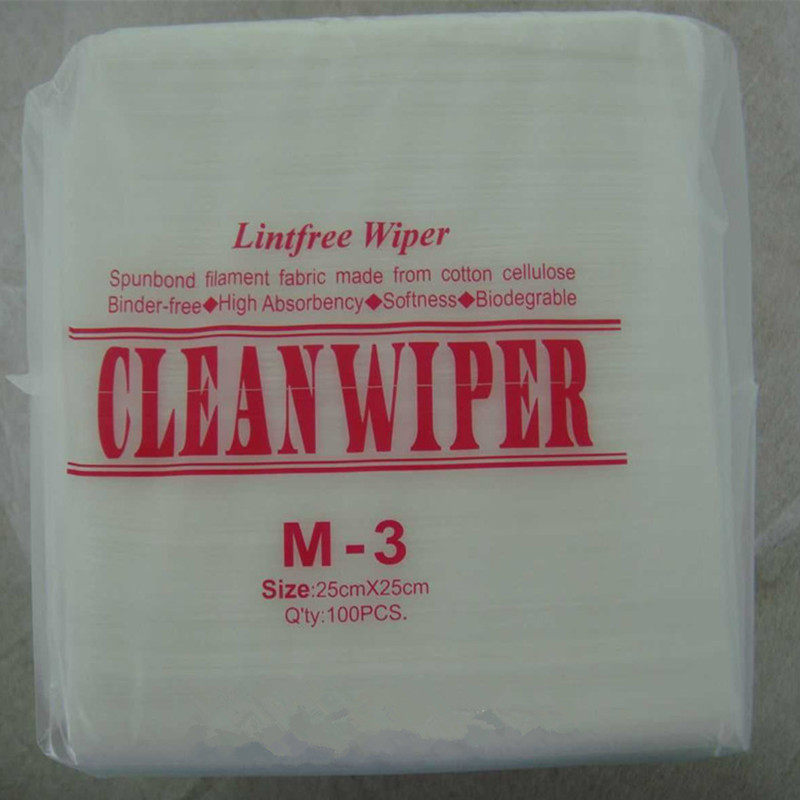 Lintfree Wiper
Spunbond filament fabric made from cotton cellulose
Binder-free◆High Absorbency◆Softness◆Biodegrable
CLEANWIPER
M-3
Size:25cmX25cm
Q'ty:100PCS.